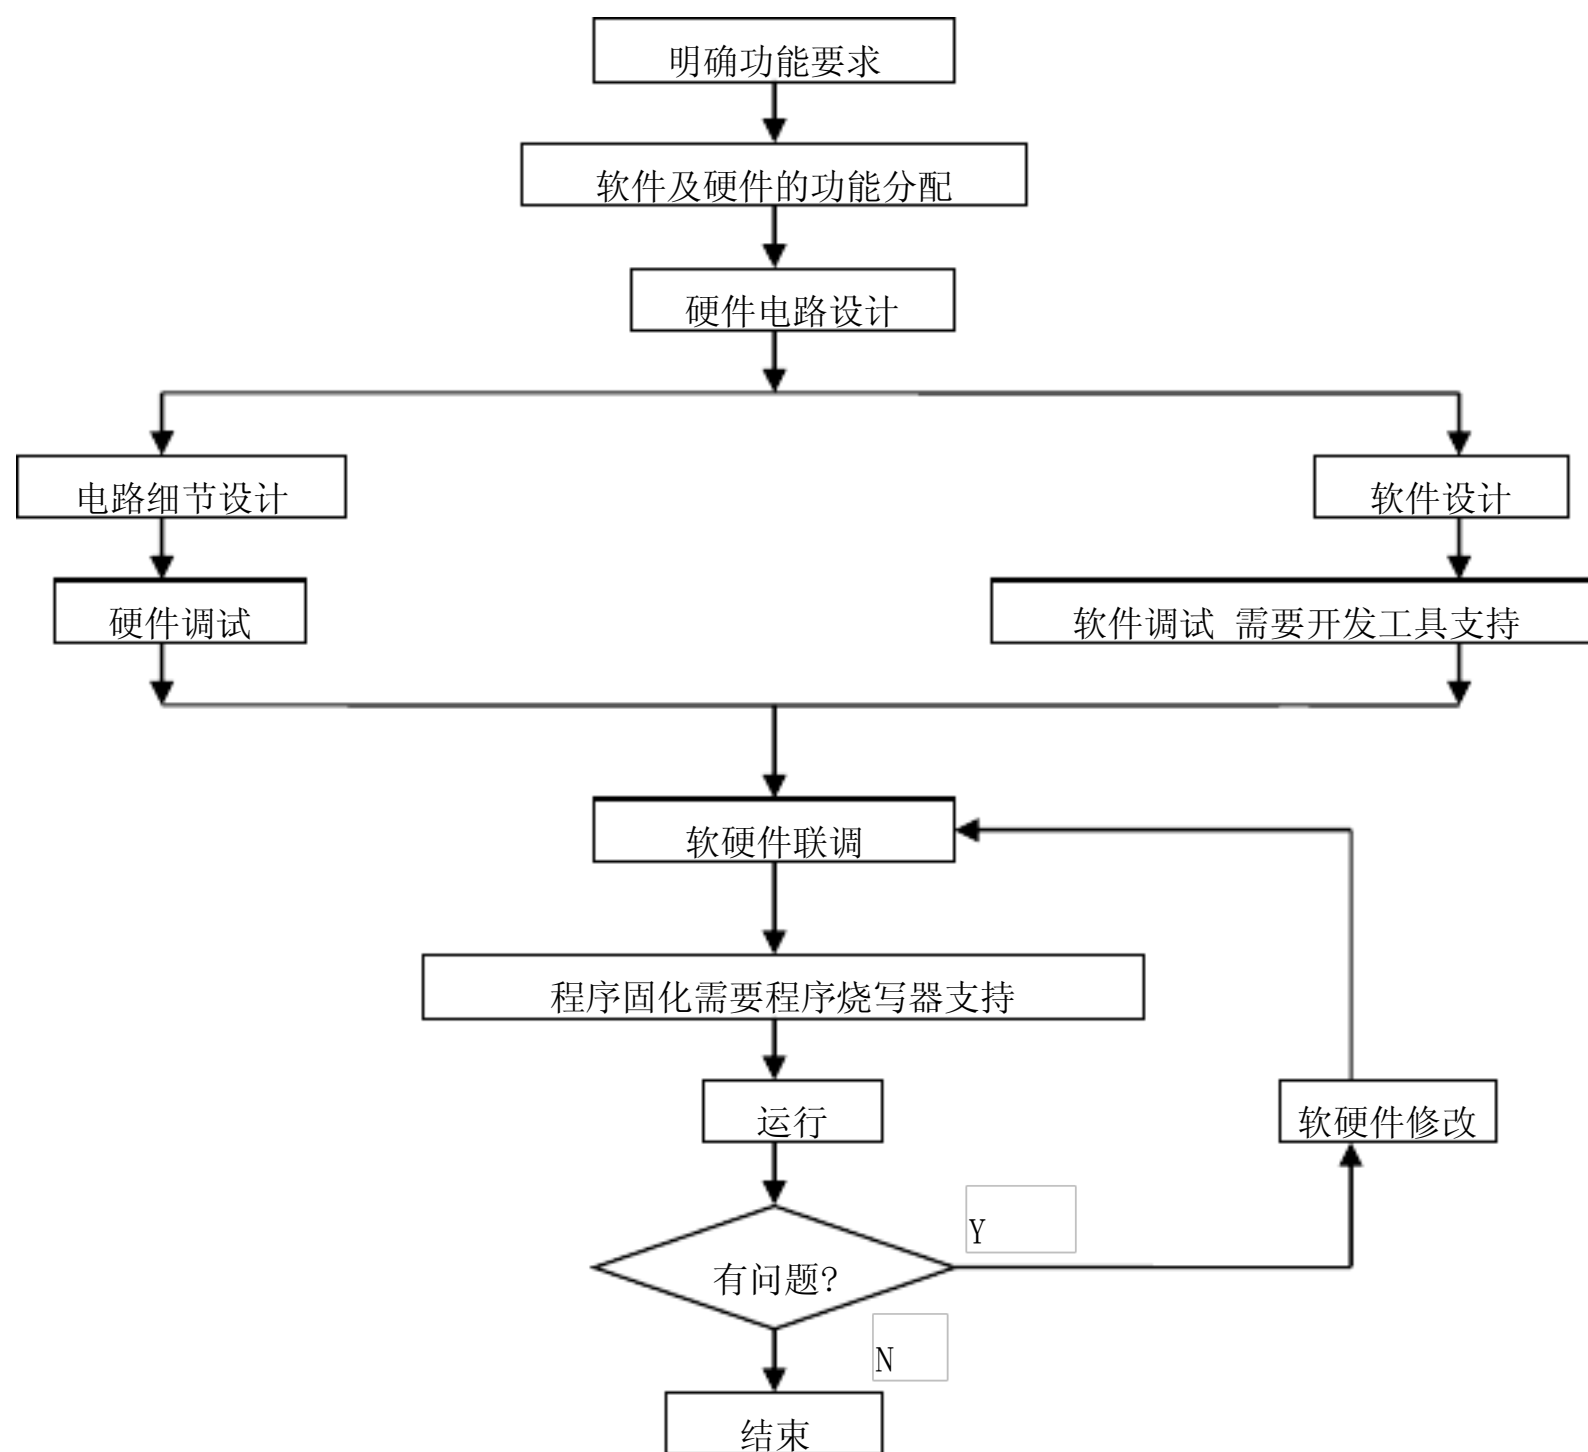 明确功能要求
软件及硬件的功能分配
硬件电路设计
电路细节设计
软件设计
硬件调试
软件调试 需要开发工具支持
软硬件联调
程序固化需要程序烧写器支持
运行
软硬件修改
Y
有问题?
N
结束